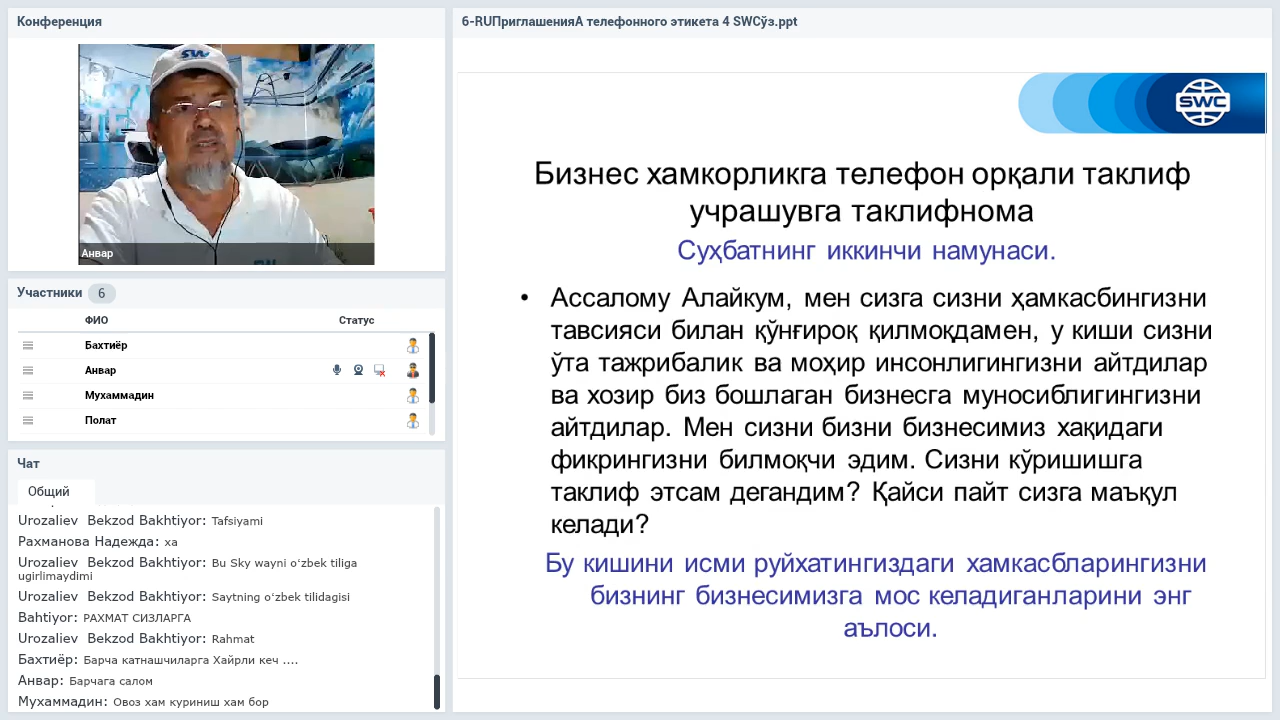 Конференция
SW
Анвар
Участники 6
ФИО Статус
Бахтиёр
Анвар
Мухаммадин
Полат
Чат
Общий
Urozaliev Bekzod Bakhtiyor: Tafsiyami
Рахманова Надежда: ха
Urozaliev Bekzod Bakhtiyor: Bu Sky wayni oʻzbek tiliga
ugirlimaydimi
Urozaliev Bekzod Bakhtiyor: Saytning oʻzbek tilidagisi
Bahtiyor: РАХМАТ СИЗЛАРГА
Urozaliev Bekzod Bakhtiyor: Rahmat
Бахтиёр: Барча катнашчиларга Хайрли кеч ....
Анвар: Барчага салом
Мухаммадин: Овоз хам куриниш хам бор
6-RUПриглашенияА телефонного этикета 4 SWCўз.ppt
SWC
Бизнес хамкорликга телефон орқали таклиф
учрашувга таклифнома
Суҳбатнинг иккинчи намунаси.
• Ассалому Алайкум, мен сизга сизни ҳамкасбингизни
тавсияси билан қўнғироқ қилмоқдамен, у киши сизни
ўта тажрибалик ва моҳир инсонлигингизни айтдилар
ва хозир биз бошлаган бизнесга муносиблигингизни
айтдилар. Мен сизни бизни бизнесимиз хақидаги
фикрингизни билмоқчи эдим. Сизни кўришишга
таклиф этсам дегандим? Қайси пайт сизга маъқул
келади?
Бу кишини исми руйхатингиздаги хамкасбларингизни
бизнинг бизнесимизга мос келадиганларини энг
аълоси.